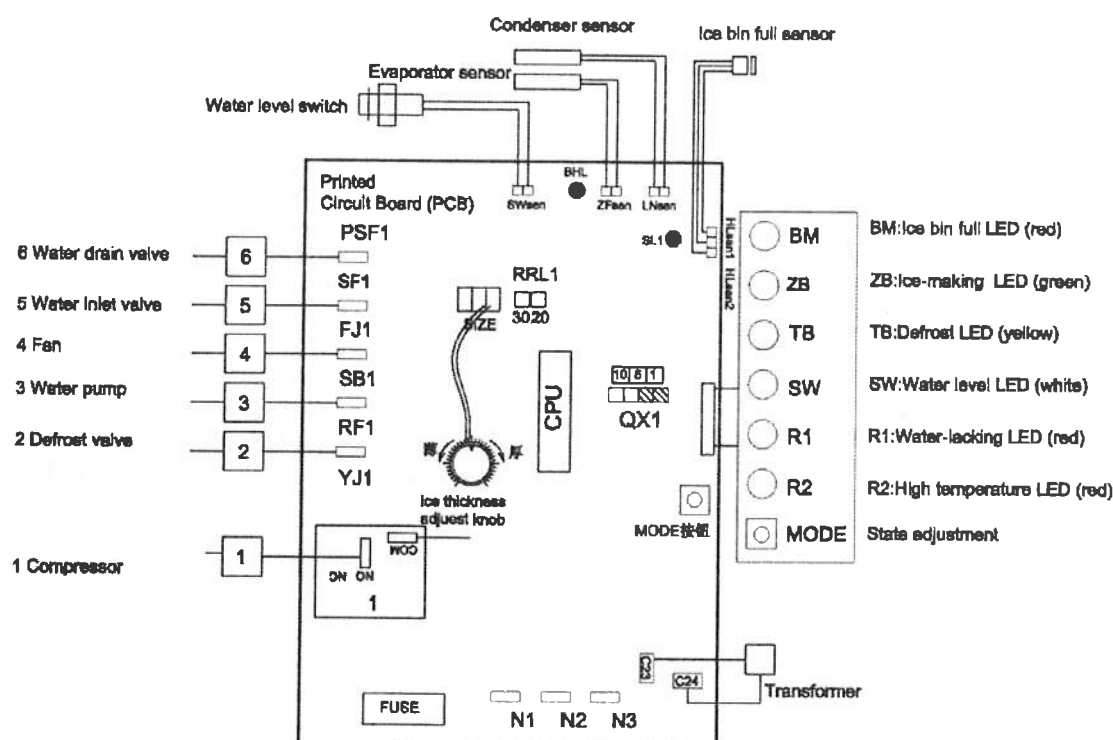 Condenser sensor
Ice bin full sensor
Evaporator sensor
Water level switch
Printed
Circuit Board (PCB)
BHL
SWsen
ZFsen
LNsen
SL1
HLsen1
HLsen2
PSF1
6 Water drain valve
6
SF1
5 Water Inlet valve
5
FJ1
4 Fan
4
SB1
3 Water pump
3
RF1
2 Defrost valve
2
YJ1
RRL1
SIZE
3020
CPU
10 6 1
QX1
薄
厚
Ice thickness
adjuest knob
MODE按钮
1 Compressor
1
COM
NC
NO
1
BM
BM:Ice bin full LED (red)
ZB
ZB:Ice-making LED (green)
TB
TB:Defrost LED (yellow)
SW
SW:Water level LED (white)
R1
R1:Water-lacking LED (red)
R2
R2:High temperature LED (red)
MODE
State adjustment
C23
C24
Transformer
FUSE
N1
N2
N3